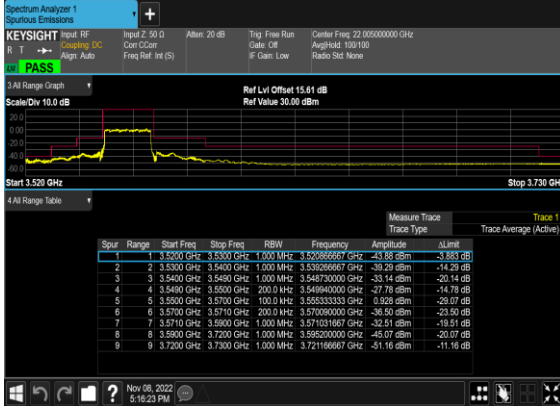 Spectrum Analyzer 1
Spurious Emissions
+
KEYSIGHT Input: RF Input Z: 50 Ω Atten: 20 dB Trig: Free Run Center Freq: 22.005000000 GHz
R T Coupling: DC Corr CCorr Gate: Off Avg|Hold: 100/100
Align: Auto Freq Ref: Int (S) IF Gain: Low Radio Std: None
PASS
3 All Range Graph
Ref Lvl Offset 15.61 dB
Scale/Div 10.0 dB Ref Value 30.00 dBm
20.0
0.00
-20.0
-40.0
-60.0
Start 3.520 GHz Stop 3.730 GH
4 All Range Table
Measure Trace Trace 1
Trace Type Trace Average (Active)
Spur Range Start Freq Stop Freq RBW Frequency Amplitude ΔLimit
1 1 3.5200 GHz 3.5300 GHz 1.000 MHz 3.520866667 GHz -43.88 dBm -3.883 dB
2 2 3.5300 GHz 3.5400 GHz 1.000 MHz 3.539266667 GHz -39.29 dBm -14.29 dB
3 3 3.5400 GHz 3.5490 GHz 1.000 MHz 3.548730000 GHz -33.14 dBm -20.14 dB
4 4 3.5490 GHz 3.5500 GHz 200.0 kHz 3.549940000 GHz -27.78 dBm -14.78 dB
5 5 3.5500 GHz 3.5700 GHz 100.0 kHz 3.555333333 GHz 0.928 dBm -29.07 dB
6 6 3.5700 GHz 3.5710 GHz 200.0 kHz 3.570090000 GHz -36.50 dBm -23.50 dB
7 7 3.5710 GHz 3.5900 GHz 1.000 MHz 3.571031667 GHz -32.51 dBm -19.51 dB
8 8 3.5900 GHz 3.7200 GHz 1.000 MHz 3.595200000 GHz -45.07 dBm -20.07 dB
9 9 3.7200 GHz 3.7300 GHz 1.000 MHz 3.721166667 GHz -51.16 dBm -11.16 dB
? Nov 08, 2022
5:16:23 PM